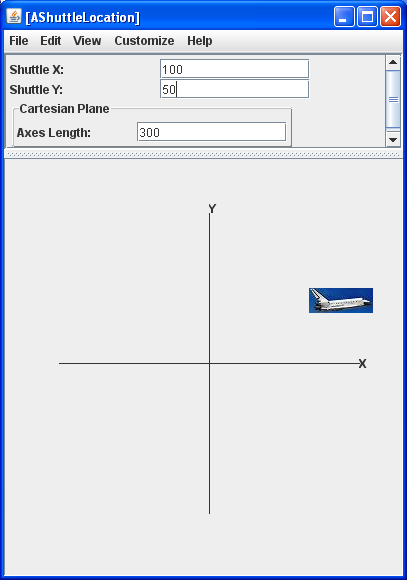 [AShuttleLocation]
File Edit View Customize Help
Shuttle X: 100
Shuttle Y: 50
Cartesian Plane
Axes Length: 300
Y
X